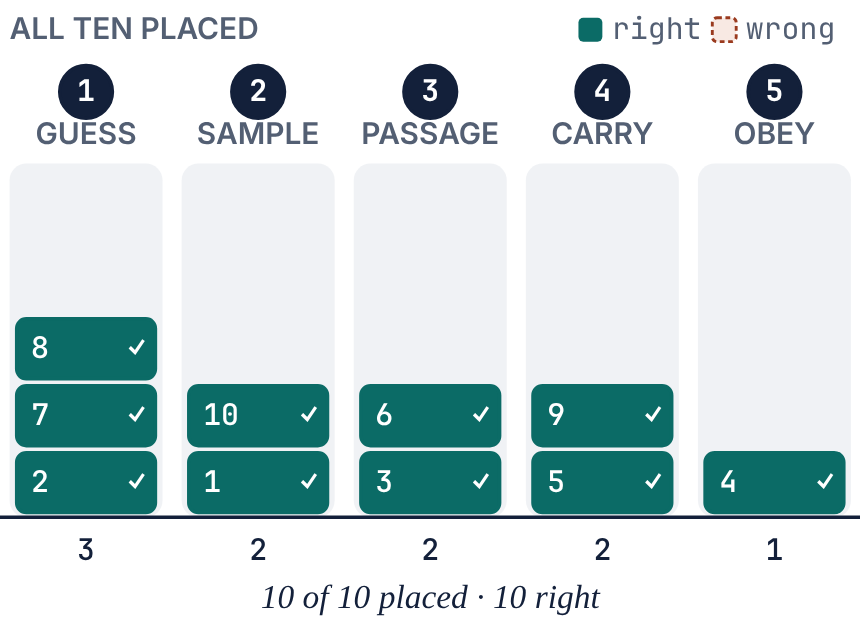 ALL TEN PLACED right wrong
1 2 3 4 5
GUESS SAMPLE PASSAGE CARRY OBEY
8
7 10 6 9
2 1 3 5 4
3 2 2 2 1
10 of 10 placed · 10 right